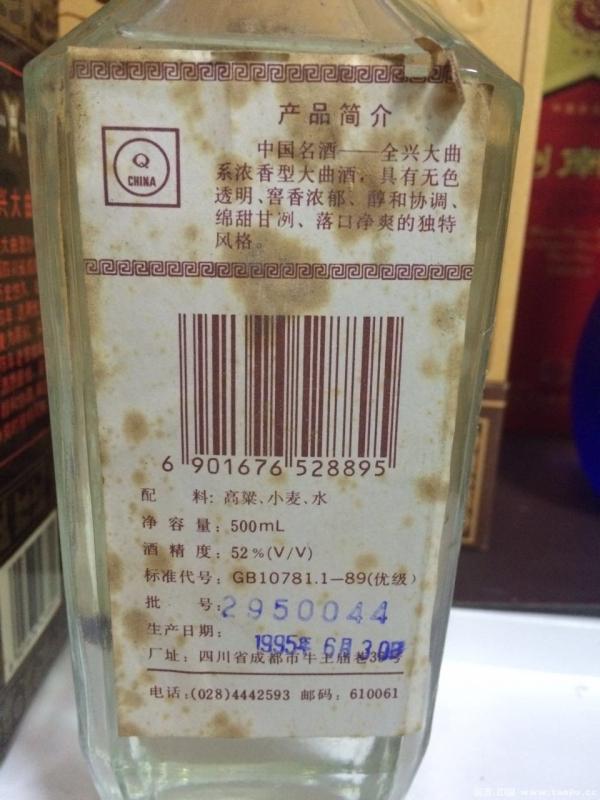 产品简介
Q
CHINA
中国名酒——全兴大曲
系浓香型大曲酒，具有无色
透明、窖香浓郁、醇和协调、
绵甜甘冽、落口净爽的独特
风格。
6 901676 528895
配 料：高粱、小麦、水
净 容 量：500mL
酒 精 度：52%(V/V)
标准代号：GB10781.1—89(优级)
批 号：2950044
生产日期：
1995年 6月30日
厂址：四川省成都市牛王庙巷
电话：(028)4442593 邮码：610061